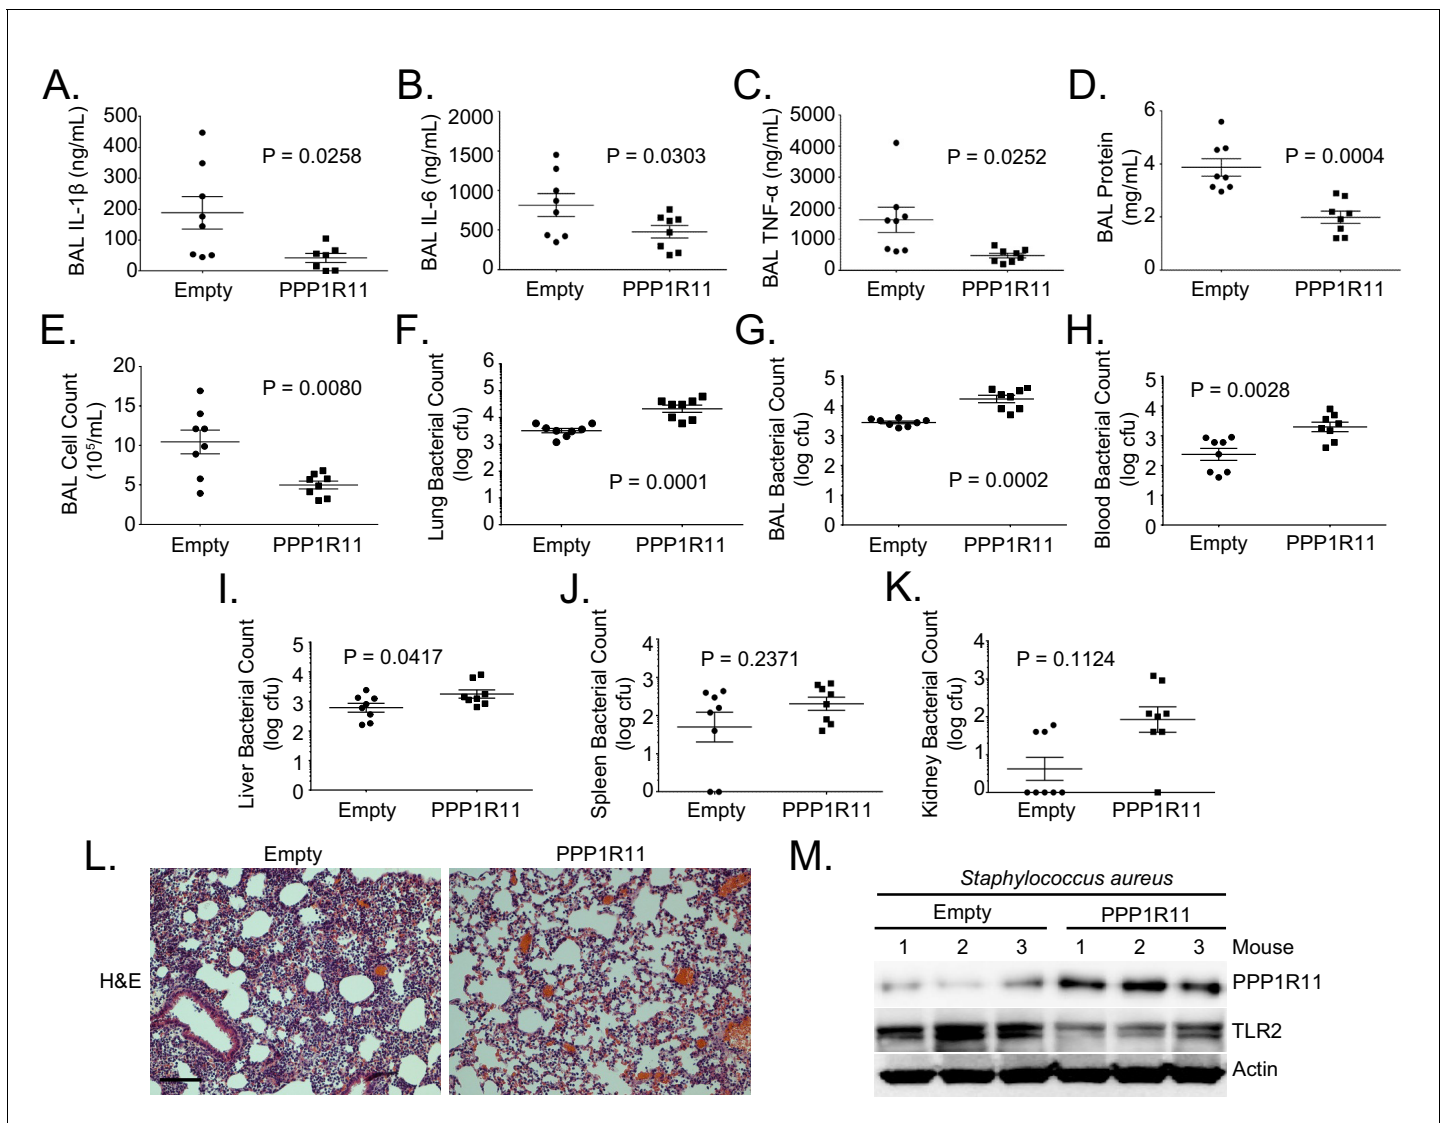 A.
BAL IL-1β (ng/mL)
500
400
300
200
100
0
P = 0.0258
Empty
PPP1R11
B.
BAL IL-6 (ng/mL)
2000
1500
1000
500
0
P = 0.0303
Empty
PPP1R11
C.
BAL TNF-α (ng/mL)
5000
4000
3000
2000
1000
0
P = 0.0252
Empty
PPP1R11
D.
BAL Protein
(mg/mL)
6
4
2
0
P = 0.0004
Empty
PPP1R11
E.
BAL Cell Count
(10⁵/mL)
20
15
10
5
0
P = 0.0080
Empty
PPP1R11
F.
Lung Bacterial Count
(log cfu)
6
5
4
3
2
1
0
P = 0.0001
Empty
PPP1R11
G.
BAL Bacterial Count
(log cfu)
5
4
3
2
1
0
P = 0.0002
Empty
PPP1R11
H.
Blood Bacterial Count
(log cfu)
5
4
3
2
1
0
P = 0.0028
Empty
PPP1R11
I.
Liver Bacterial Count
(log cfu)
5
4
3
2
1
0
P = 0.0417
Empty
PPP1R11
J.
Spleen Bacterial Count
(log cfu)
4
3
2
1
0
P = 0.2371
Empty
PPP1R11
K.
Kidney Bacterial Count
(log cfu)
4
3
2
1
0
P = 0.1124
Empty
PPP1R11
L.
Empty
PPP1R11
H&E
M.
Staphylococcus aureus
Empty
PPP1R11
1 2 3 1 2 3 Mouse
PPP1R11
TLR2
Actin